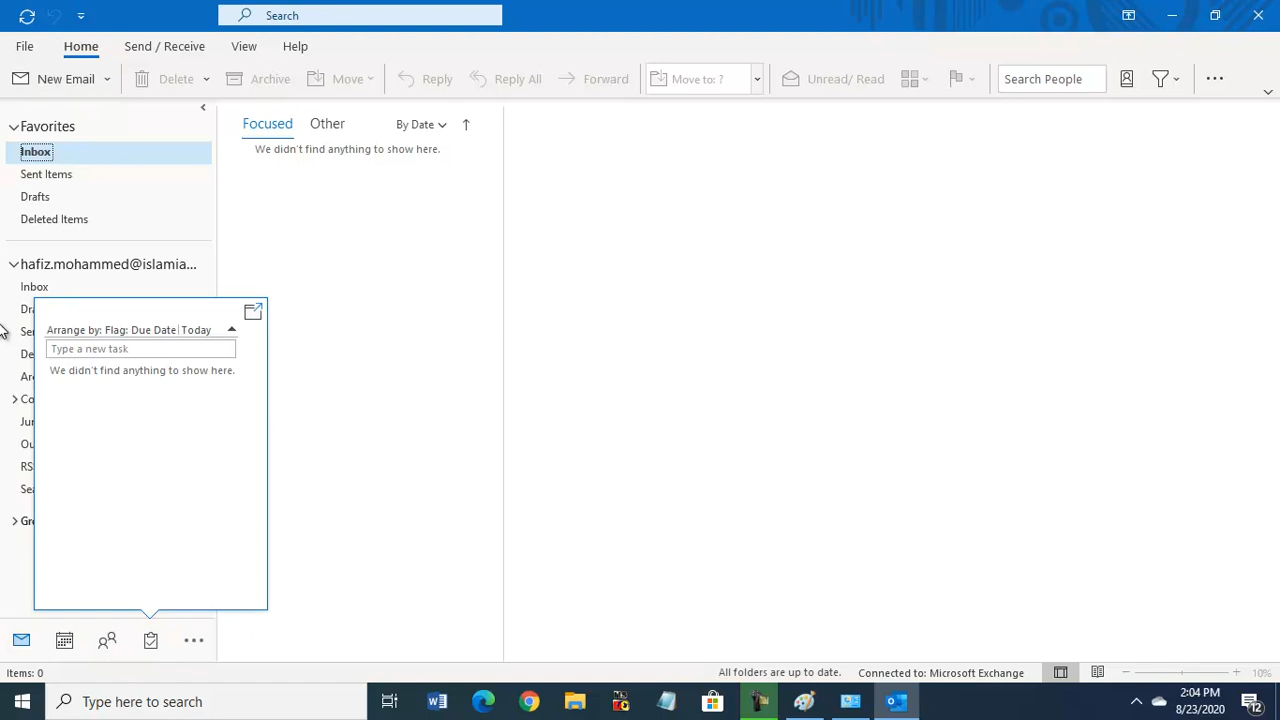 Search
File Home Send / Receive View Help
New Email Delete Archive Move Reply Reply All Forward Move to: ? Unread/ Read Search People ...
Favorites
Focused Other By Date
Inbox
We didn't find anything to show here.
Sent Items
Drafts
Deleted Items
hafiz.mohammed@islamia...
Inbox
Arrange by: Flag: Due Date Today
Type a new task
We didn't find anything to show here.
Items: 0
All folders are up to date. Connected to: Microsoft Exchange 10%
Type here to search
2:04 PM
8/23/2020
12